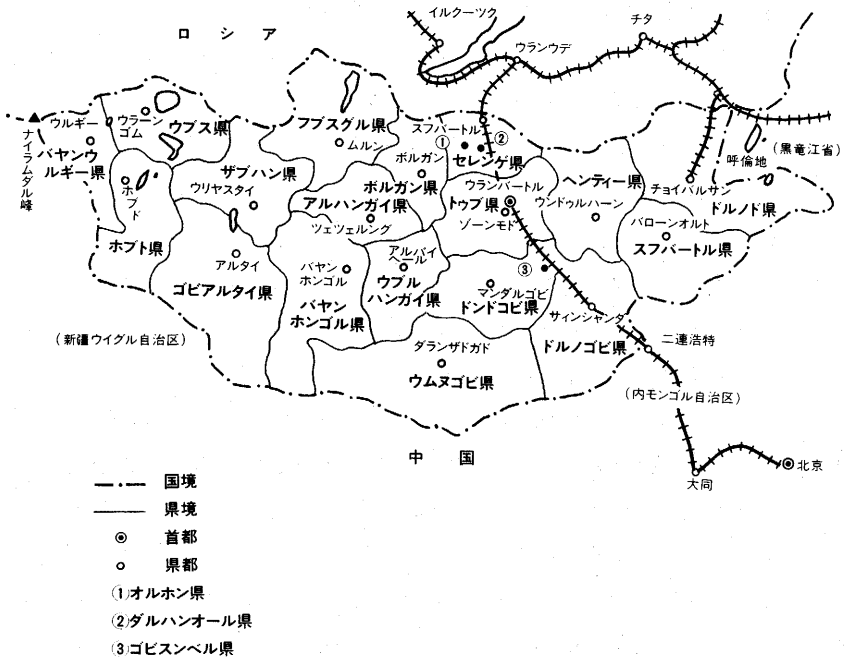 ロシア
イルクーツク
チタ
ウランウデ
ウルギー
ウラーン
ゴム
ウブス県
フブスグル県
ムルン
スフバートル
①
②
セレンゲ県
(黒竜江省)
呼倫地
ナイラムダル峰
バヤンウ
ルギー県
ザブハン県
ウリヤスタイ
ボルガン
ボルガン県
ヘンティー県
チョイバルサン
ドルノド県
ホブド
ホブト県
アルハンガイ県
ツェツェルング
ウランバートル
トゥブ県
ゾーンモド
ウンドゥルハーン
バローンオルト
スフバートル県
アルタイ
ゴビアルタイ県
バヤン
ホンゴル
バヤン
ホンゴル県
アルバイ
ヘール
ウブル
ハンガイ県
③
マンダルゴビ
ドンドコビ県
サィンシャンダ
ドルノゴビ県
(新疆ウイグル自治区)
ダランザドガド
ウムヌゴビ県
二連浩特
(内モンゴル自治区)
中国
北京
大同
国境
県境
首都
県都
①オルホン県
②ダルハンオール県
③ゴビスンベル県